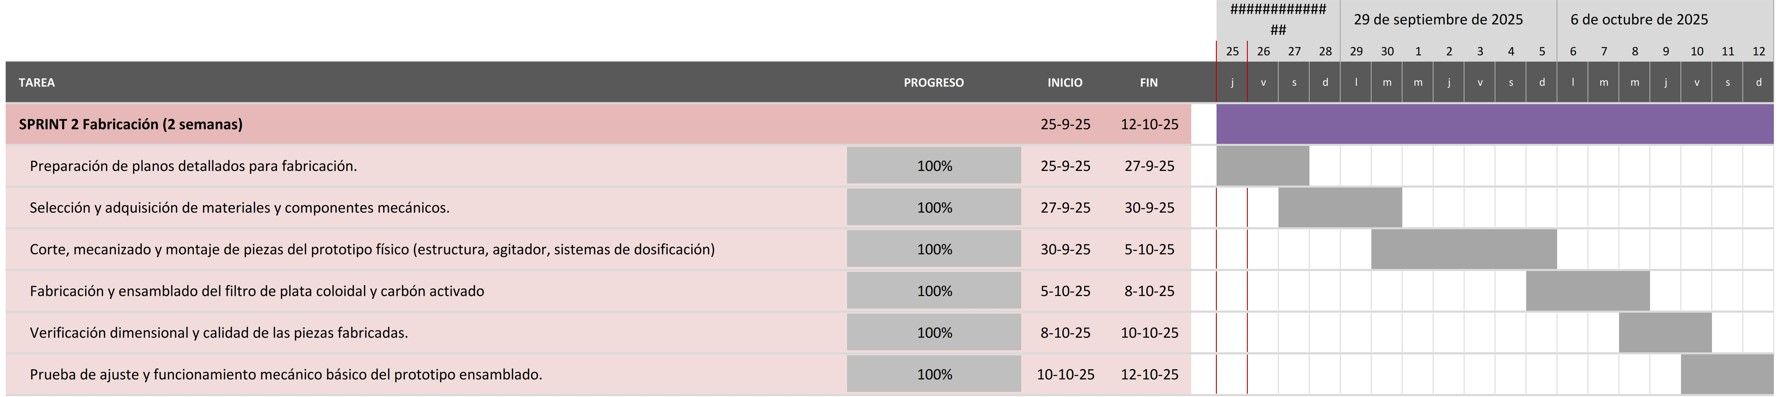 ############
##
29 de septiembre de 2025 6 de octubre de 2025
25 26 27 28 29 30 1 2 3 4 5 6 7 8 9 10 11 12
TAREA PROGRESO INICIO FIN j v s d l m m j v s d l m m j v s d
SPRINT 2 Fabricación (2 semanas) 25-9-25 12-10-25
Preparación de planos detallados para fabricación. 100% 25-9-25 27-9-25
Selección y adquisición de materiales y componentes mecánicos. 100% 27-9-25 30-9-25
Corte, mecanizado y montaje de piezas del prototipo físico (estructura, agitador, sistemas de dosificación) 100% 30-9-25 5-10-25
Fabricación y ensamblado del filtro de plata coloidal y carbón activado 100% 5-10-25 8-10-25
Verificación dimensional y calidad de las piezas fabricadas. 100% 8-10-25 10-10-25
Prueba de ajuste y funcionamiento mecánico básico del prototipo ensamblado. 100% 10-10-25 12-10-25